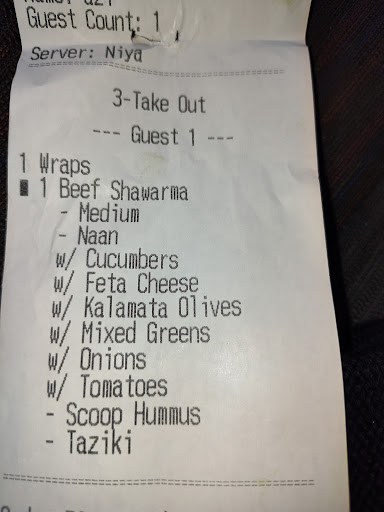 Guest Count: 1
Server: Niya
3-Take Out
--- Guest 1 ---
1 Wraps
1 Beef Shawarma
- Medium
- Naan
w/ Cucumbers
w/ Feta Cheese
w/ Kalamata Olives
w/ Mixed Greens
w/ Onions
w/ Tomatoes
- Scoop Hummus
- Taziki